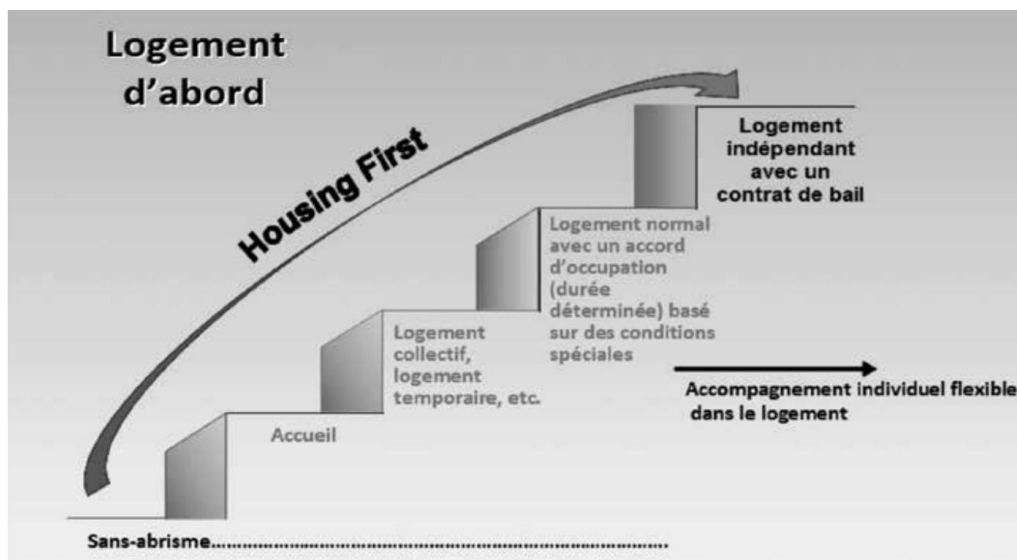 Logement
d’abord
Housing First
Logement
indépendant
avec un
contrat de bail
Logement normal
avec un accord
d’occupation
(durée
déterminée) basé
sur des conditions
spéciales
Logement
collectif,
logement
temporaire, etc.
Accueil
Accompagnement individuel flexible
dans le logement
Sans-abrisme...............................................................................